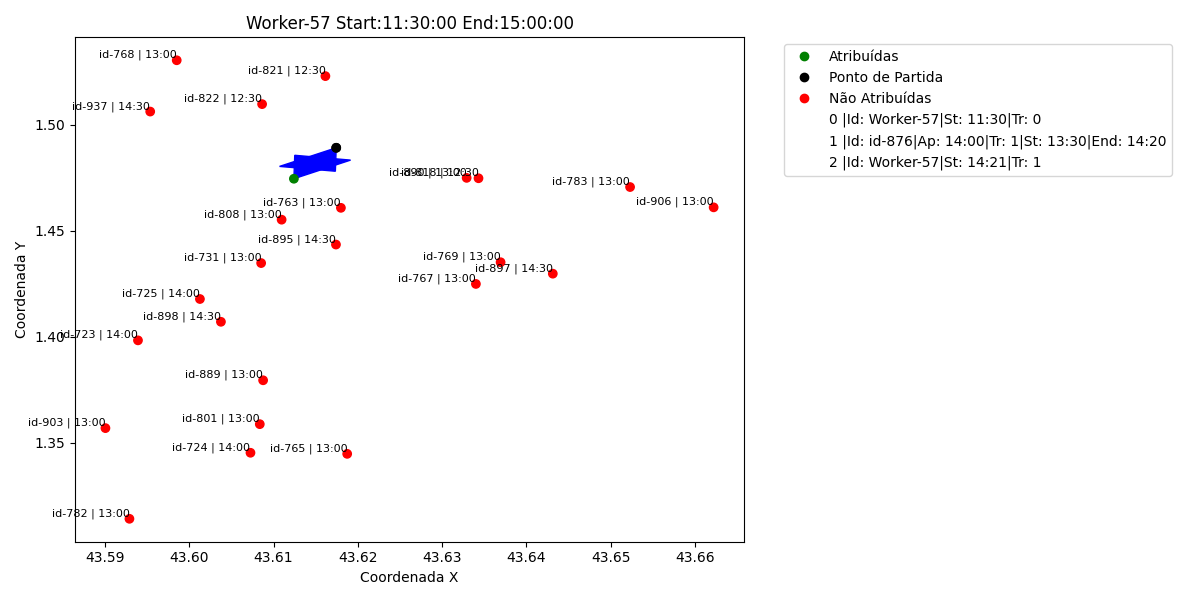 Worker-57 Start:11:30:00 End:15:00:00
Coordenada Y
1.50
1.45
1.40
1.35
id-768 | 13:00
id-821 | 12:30
id-937 | 14:30
id-822 | 12:30
id-783 | 13:00
id-906 | 13:00
id-763 | 13:00
id-808 | 13:00
id-895 | 14:30
id-731 | 13:00
id-769 | 13:00
id-897 | 14:30
id-767 | 13:00
id-725 | 14:00
id-898 | 14:30
id-723 | 14:00
id-889 | 13:00
id-903 | 13:00
id-801 | 13:00
id-724 | 14:00
id-765 | 13:00
id-782 | 13:00
43.59 43.60 43.61 43.62 43.63 43.64 43.65 43.66
Coordenada X
Atribuídas
Ponto de Partida
Não Atribuídas
0 |Id: Worker-57|St: 11:30|Tr: 0
1 |Id: id-876|Ap: 14:00|Tr: 1|St: 13:30|End: 14:20
2 |Id: Worker-57|St: 14:21|Tr: 1